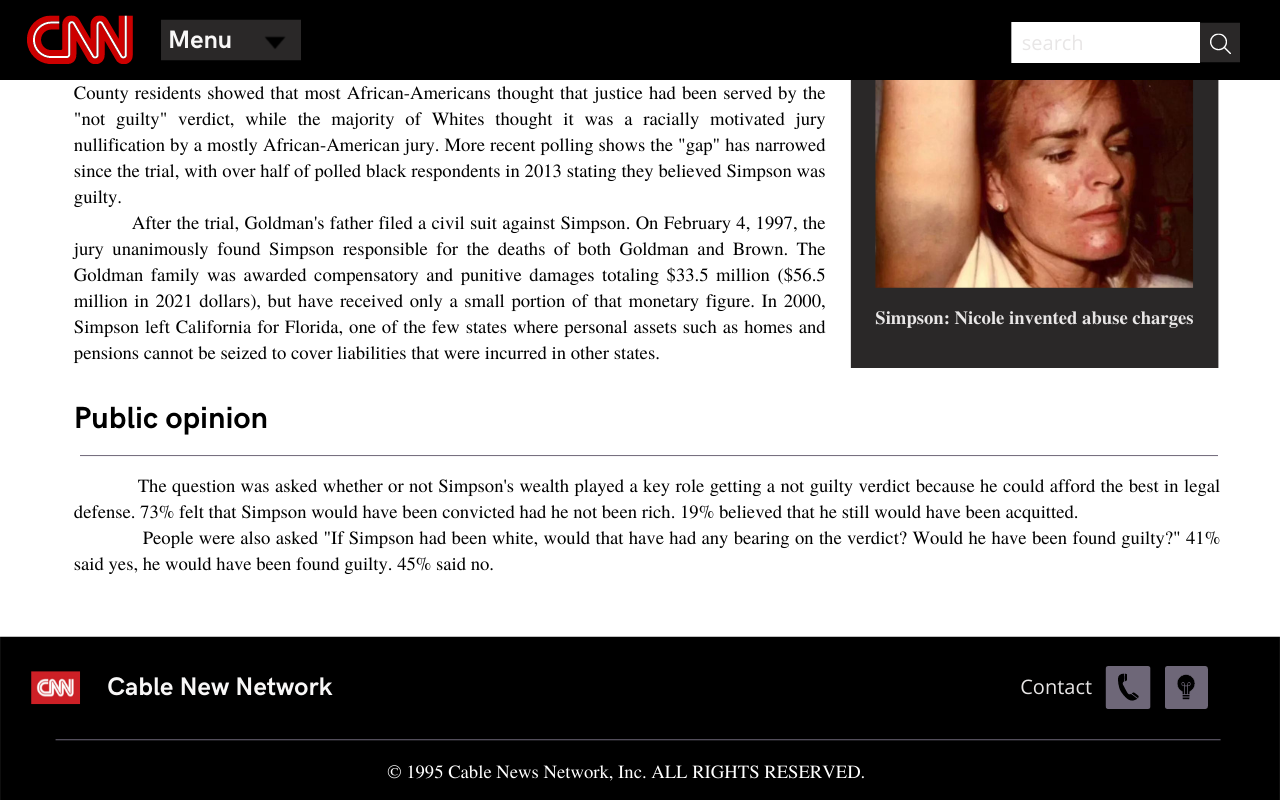 CNN
Menu
search
County residents showed that most African-Americans thought that justice had been served by the
"not guilty" verdict, while the majority of Whites thought it was a racially motivated jury
nullification by a mostly African-American jury. More recent polling shows the "gap" has narrowed
since the trial, with over half of polled black respondents in 2013 stating they believed Simpson was
guilty.
After the trial, Goldman's father filed a civil suit against Simpson. On February 4, 1997, the
jury unanimously found Simpson responsible for the deaths of both Goldman and Brown. The
Goldman family was awarded compensatory and punitive damages totaling $33.5 million ($56.5
million in 2021 dollars), but have received only a small portion of that monetary figure. In 2000,
Simpson left California for Florida, one of the few states where personal assets such as homes and
pensions cannot be seized to cover liabilities that were incurred in other states.
Simpson: Nicole invented abuse charges
Public opinion
The question was asked whether or not Simpson's wealth played a key role getting a not guilty verdict because he could afford the best in legal
defense. 73% felt that Simpson would have been convicted had he not been rich. 19% believed that he still would have been acquitted.
People were also asked "If Simpson had been white, would that have had any bearing on the verdict? Would he have been found guilty?" 41%
said yes, he would have been found guilty. 45% said no.
CNN
Cable New Network
Contact
© 1995 Cable News Network, Inc. ALL RIGHTS RESERVED.